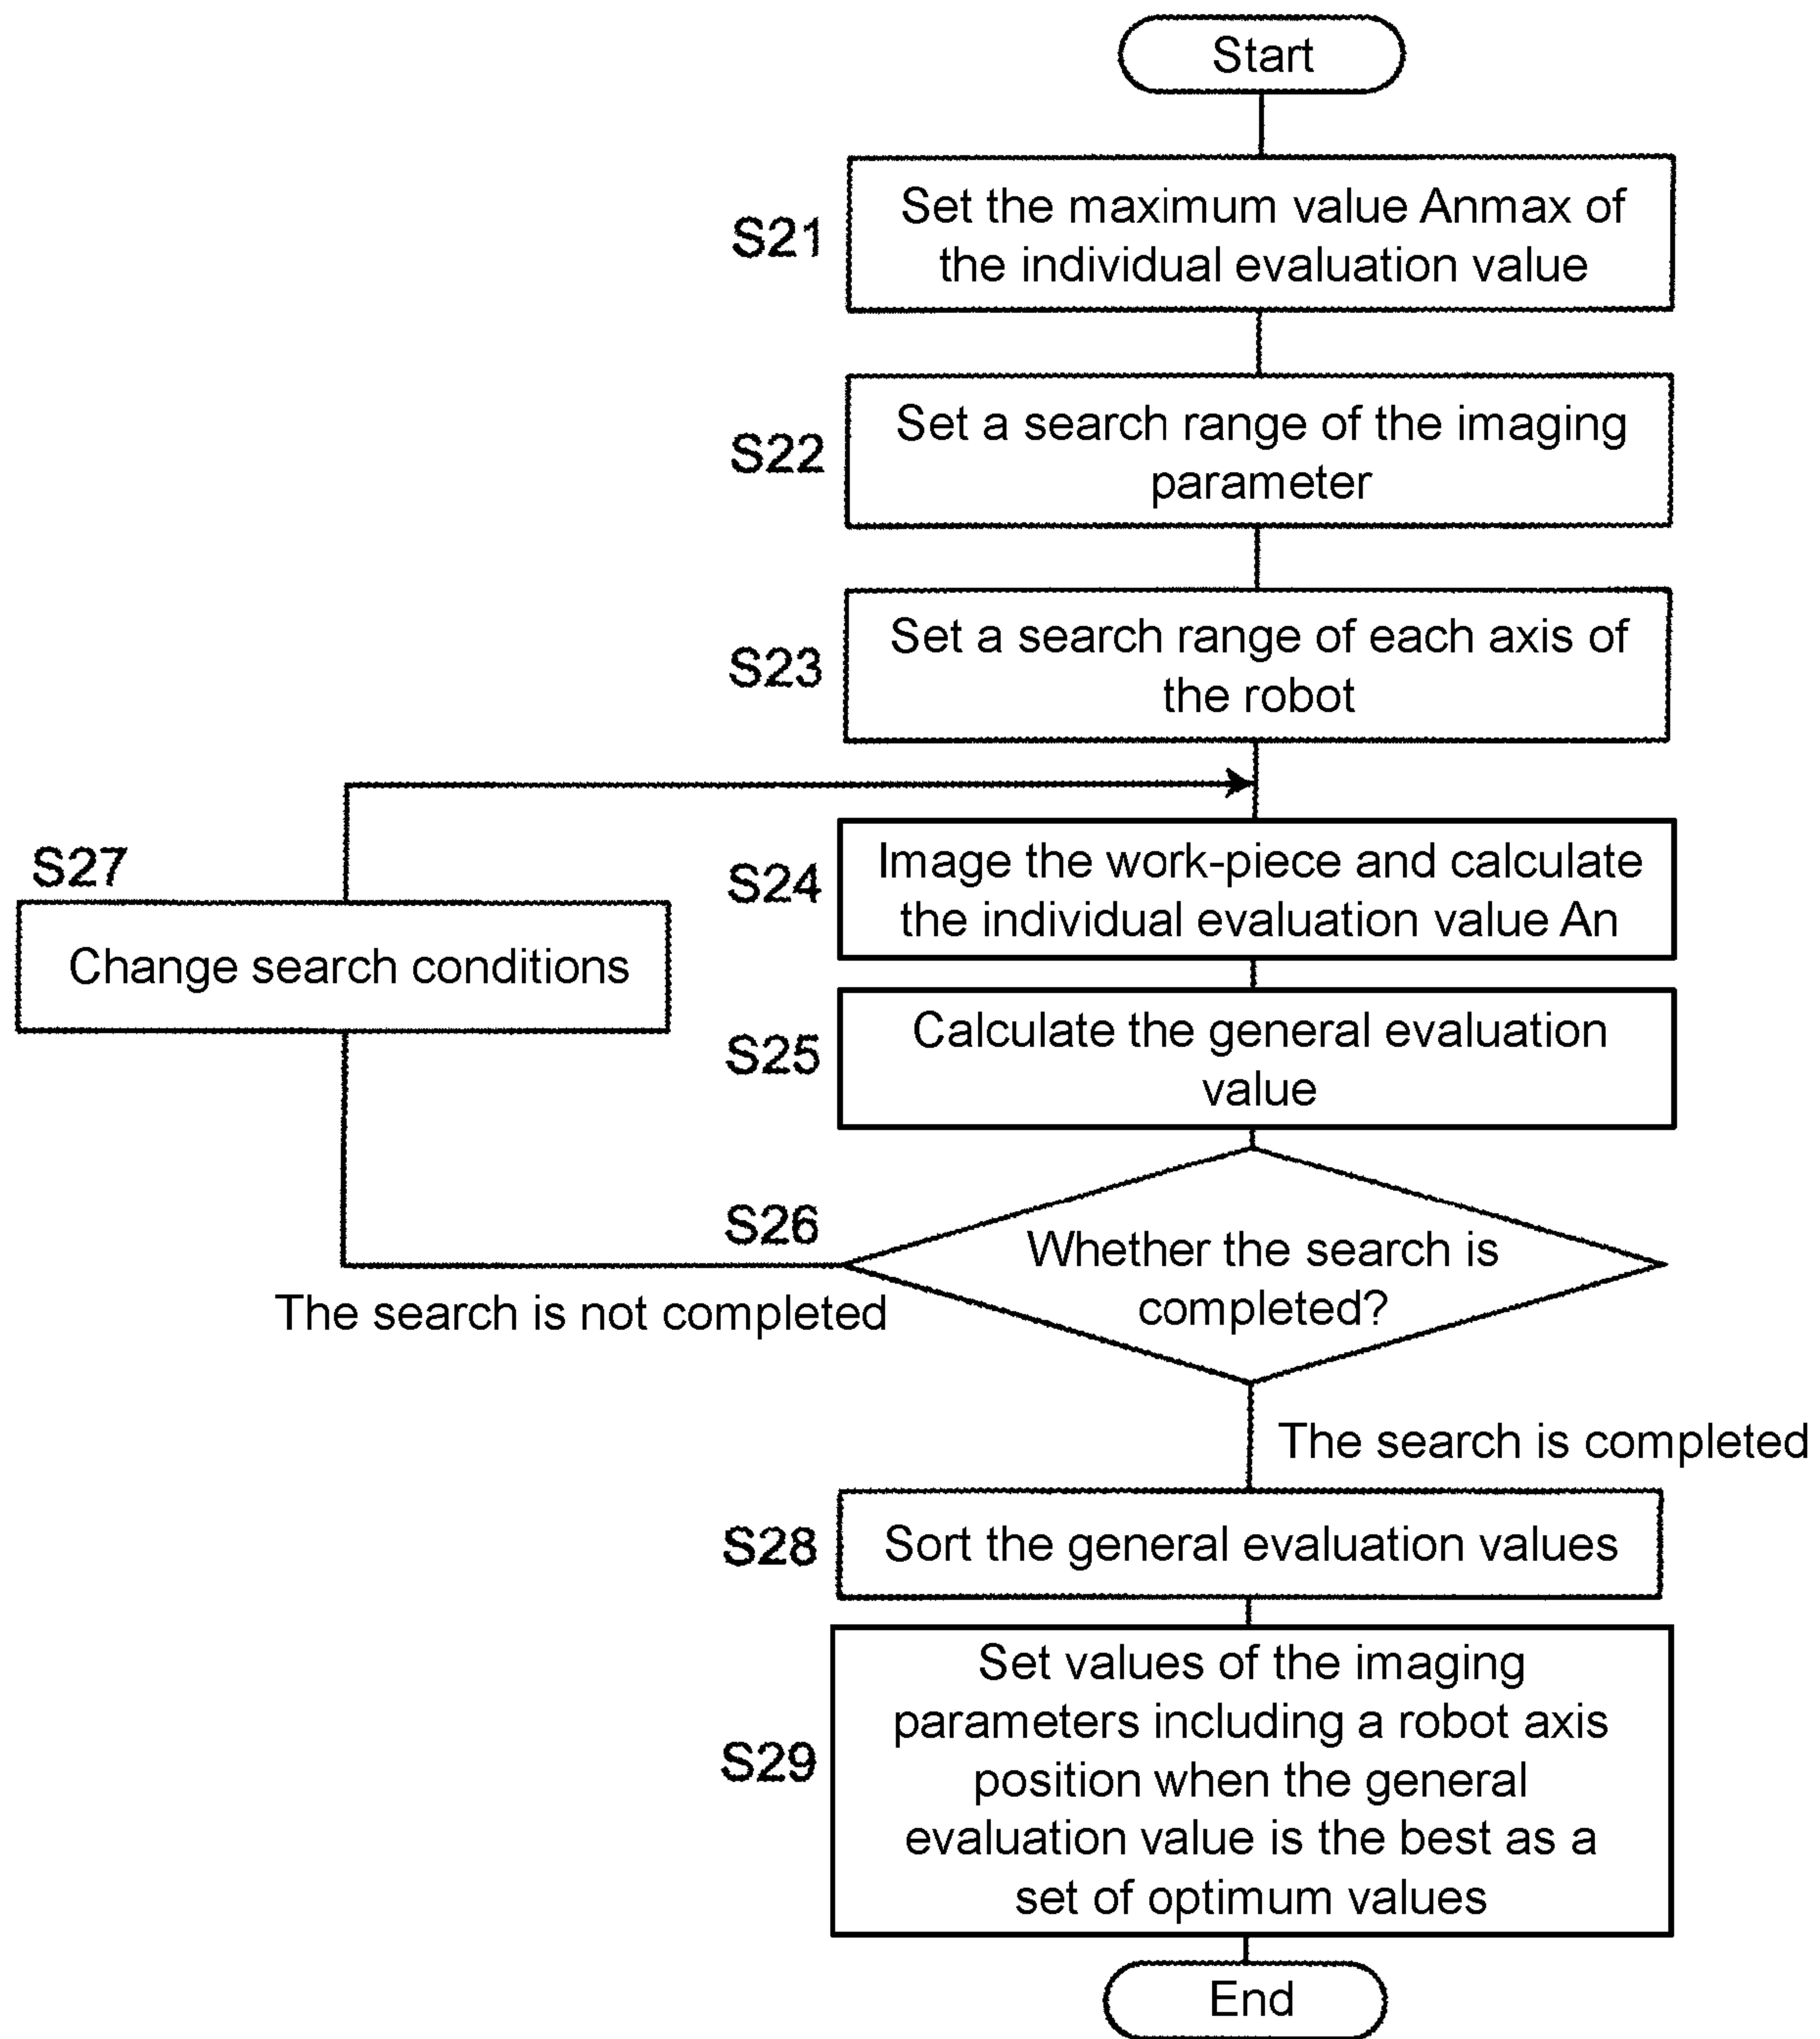 Start
S21
Set the maximum value Anmax of
the individual evaluation value
S22
Set a search range of the imaging
parameter
S23
Set a search range of each axis of
the robot
S27
Change search conditions
S24
Image the work-piece and calculate
the individual evaluation value An
S25
Calculate the general evaluation
value
S26
Whether the search is
completed?
The search is not completed
The search is completed
S28
Sort the general evaluation values
S29
Set values of the imaging
parameters including a robot axis
position when the general
evaluation value is the best as a
set of optimum values
End